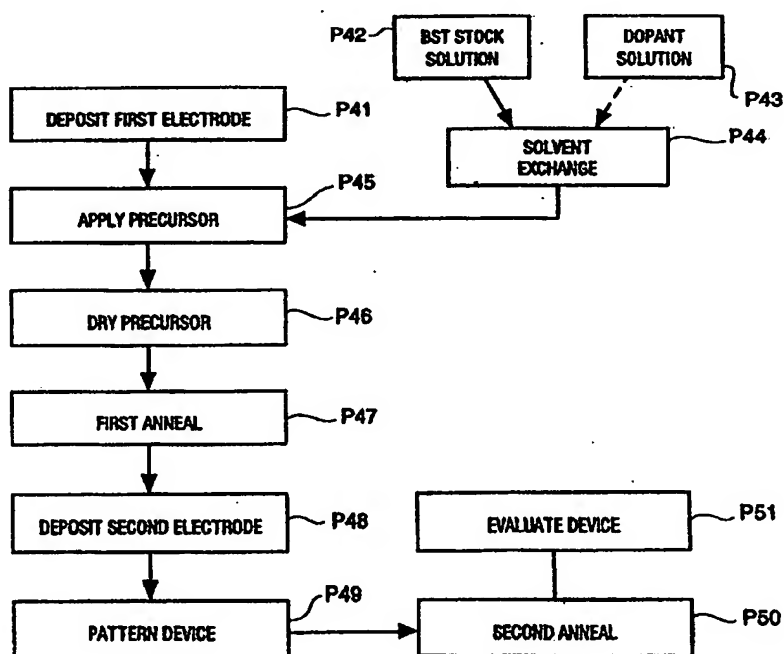 P42
BST STOCK
SOLUTION
DOPANT
SOLUTION
P43
DEPOSIT FIRST ELECTRODE
P41
SOLVENT
EXCHANGE
P44
APPLY PRECURSOR
P45
DRY PRECURSOR
P46
FIRST ANNEAL
P47
DEPOSIT SECOND ELECTRODE
P48
EVALUATE DEVICE
P51
PATTERN DEVICE
P49
SECOND ANNEAL
P50